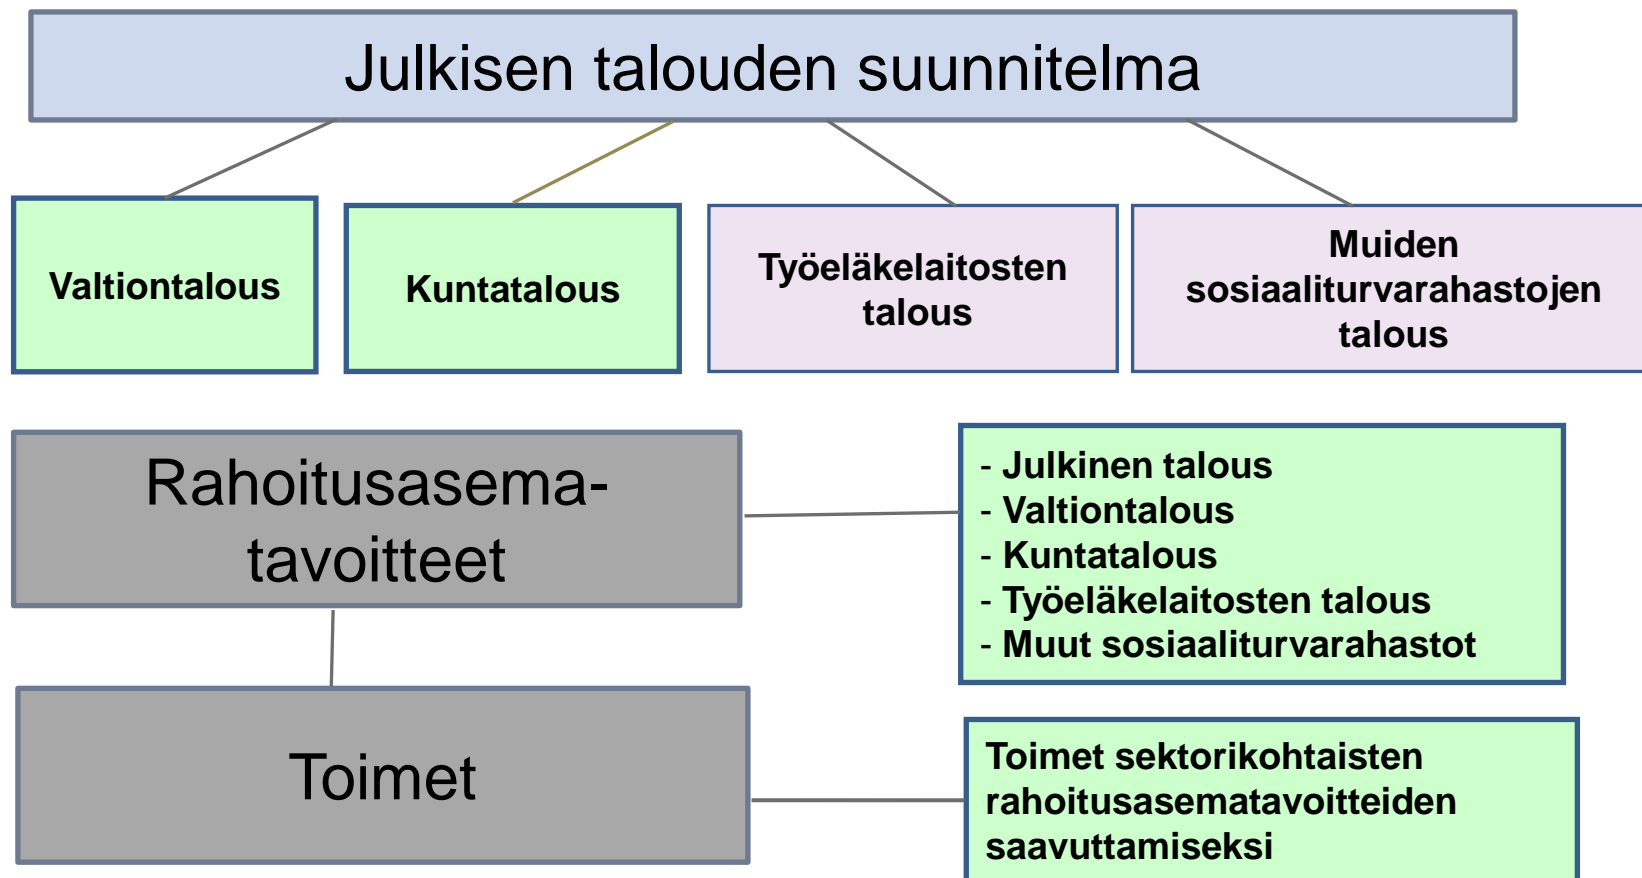 Julkisen talouden suunnitelma
Valtiontalous
Kuntatalous
Työeläkelaitosten
talous
Muiden
sosiaaliturvarahastojen
talous
Rahoitusasema-
tavoitteet
- Julkinen talous
- Valtiontalous
- Kuntatalous
- Työeläkelaitosten talous
- Muut sosiaaliturvarahastot
Toimet
Toimet sektorikohtaisten
rahoitusasematavoitteiden
saavuttamiseksi